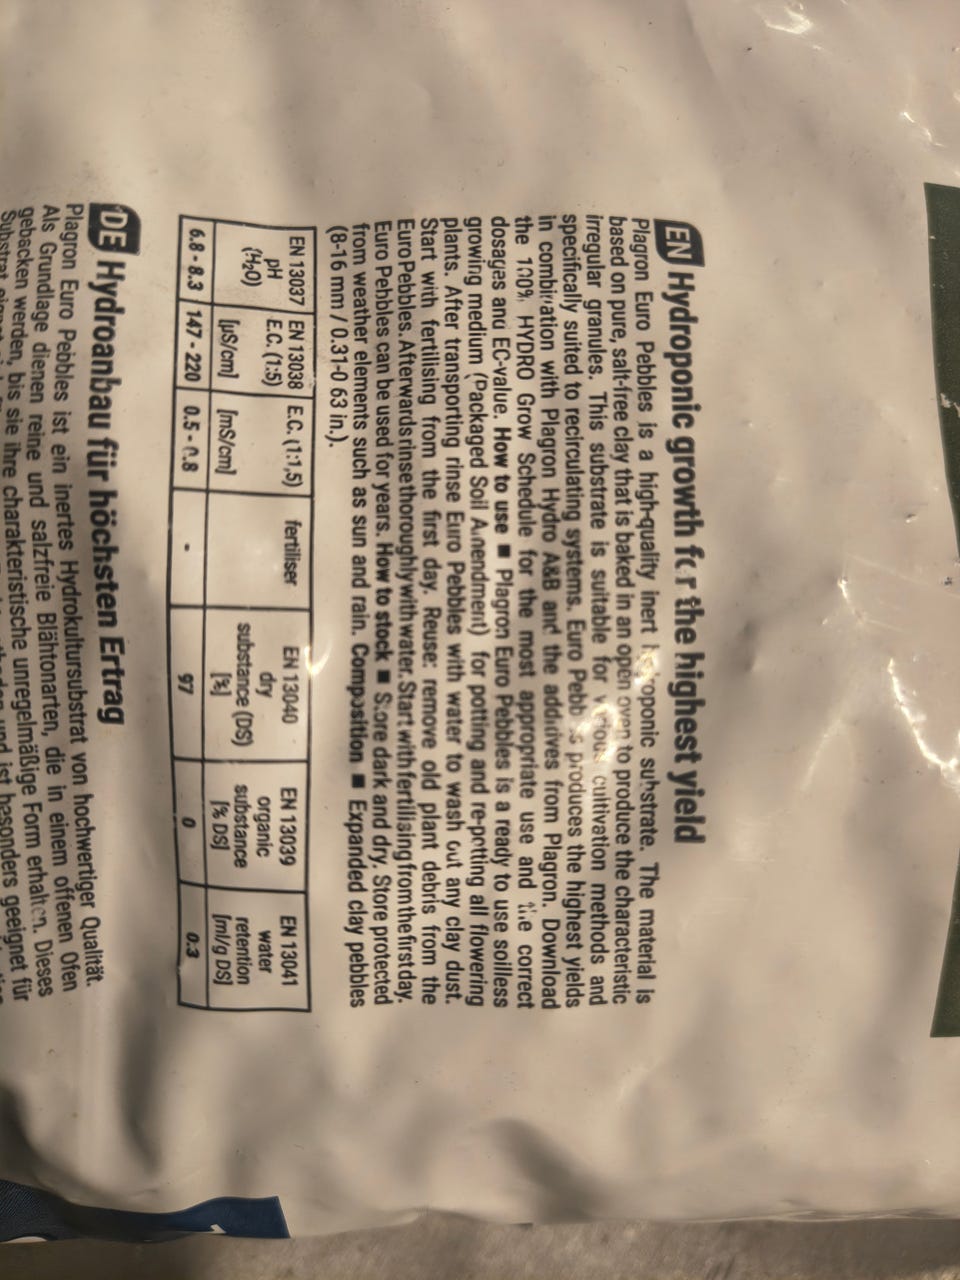 EN Hydroponic growth for the highest yield
Plagron Euro Pebbles is a high-quality inert hydroponic substrate. The material is
based on pure, salt-free clay that is baked in an open oven to produce the characteristic
irregular granules. This substrate is suitable for various cultivation methods and
specifically suited to recirculating systems. Euro Pebbles produces the highest yields
in combination with Plagron Hydro A&B and the additives from Plagron. Download
the 100% HYDRO Grow Schedule for the most appropriate use and the correct
dosages and EC-value. How to use ■ Plagron Euro Pebbles is a ready to use soilless
growing medium (Packaged Soil Amendment) for potting and re-potting all flowering
plants. After transporting rinse Euro Pebbles with water to wash out any clay dust.
Start with fertilising from the first day. Reuse: remove old plant debris from the
Euro Pebbles. Afterwards rinse thoroughly with water. Start with fertilising from the first day.
Euro Pebbles can be used for years. How to stock ■ Store dark and dry. Store protected
from weather elements such as sun and rain. Composition ■ Expanded clay pebbles
(8-16 mm / 0.31-0 63 in.).
EN 13037 EN 13038 E.C. (1:1,5) fertiliser EN 13040 EN 13039 EN 13041
pH E.C. (1:5) dry organic water
(H₂O) substance (DS) substance retention
[µS/cm] [mS/cm] [%] [% DS] [ml/g DS]
6.8 - 8.3 147 - 220 0.5 - 0.8 - 97 0 0.3
DE Hydroanbau für höchsten Ertrag
Plagron Euro Pebbles ist ein inertes Hydrokultursubstrat von hochwertiger Qualität.
Als Grundlage dienen reine und salzfreie Blähtonarten, die in einem offenen Ofen
gebacken werden, bis sie ihre charakteristische unregelmäßige Form erhalten. Dieses
Substrat eignet und ist besonders geeignet für